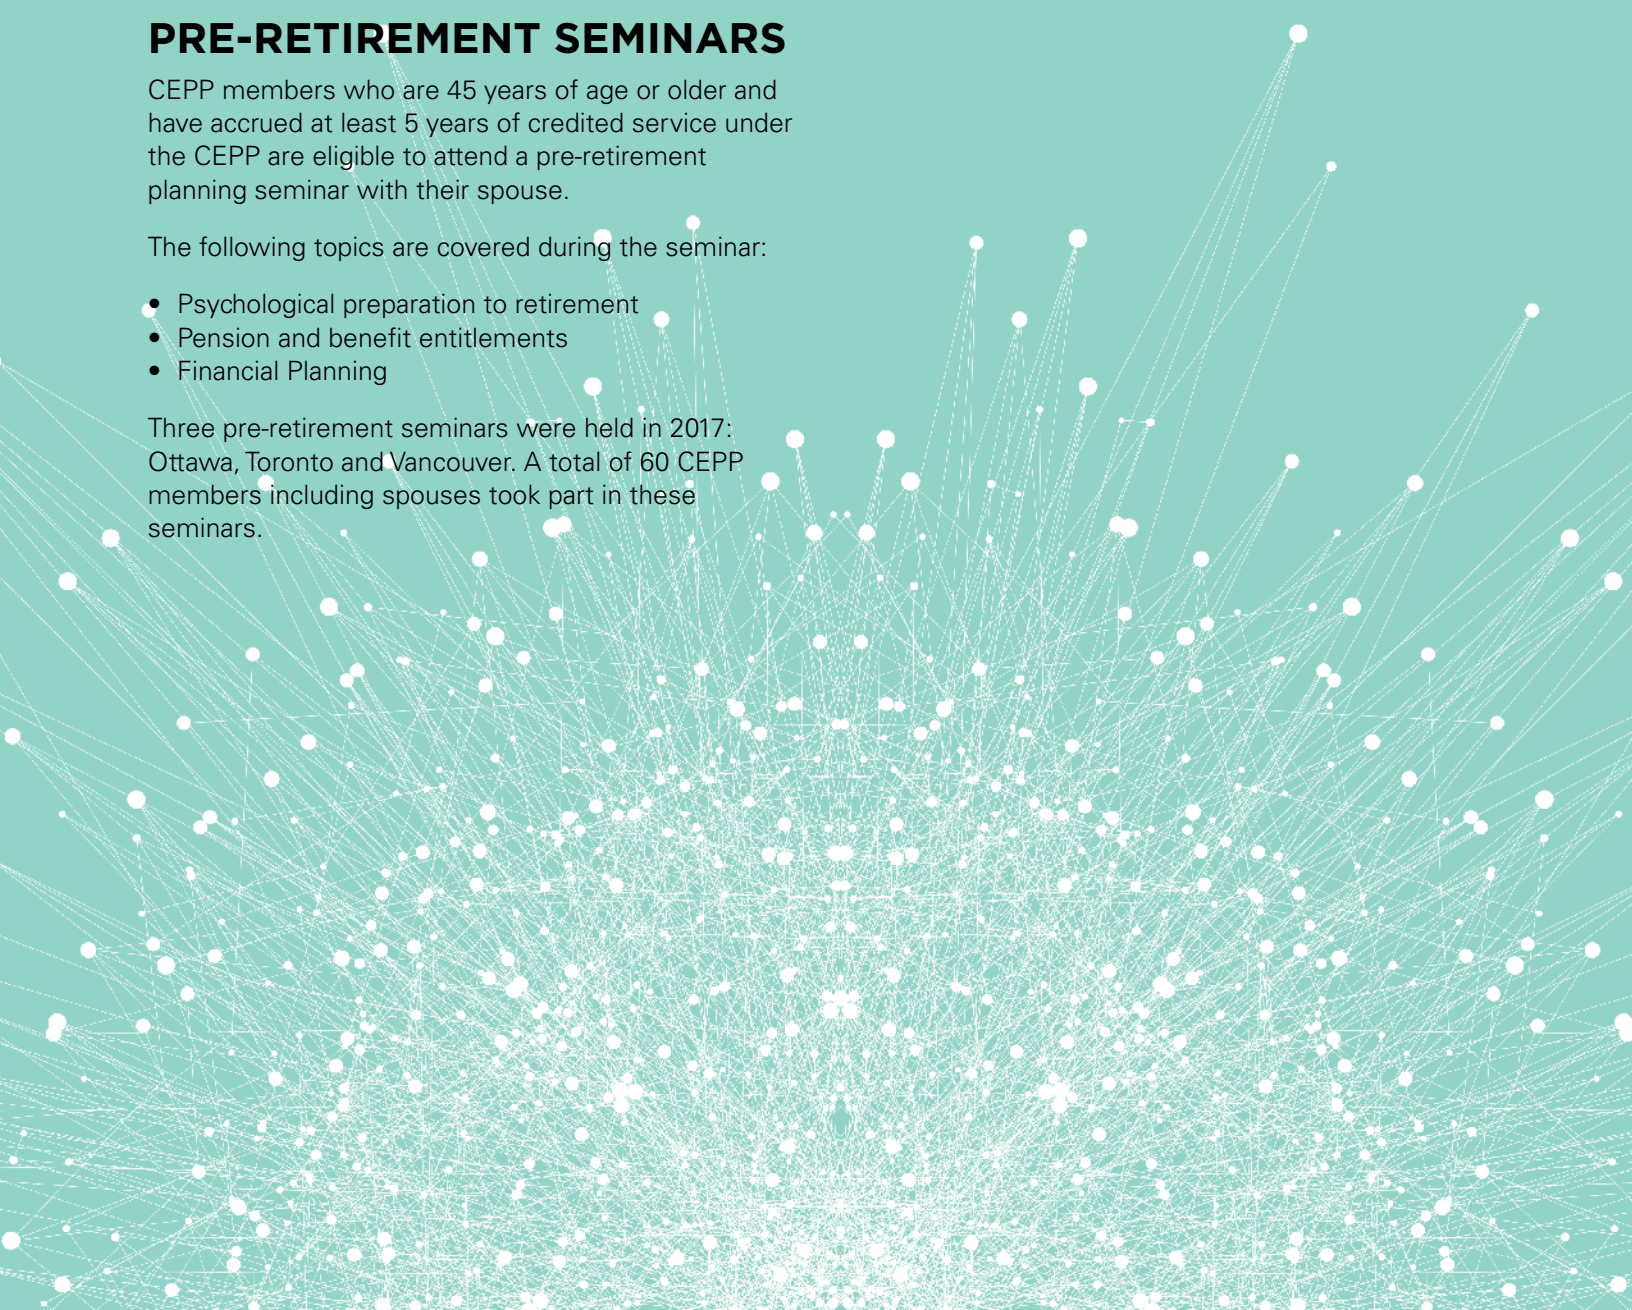 PRE-RETIREMENT SEMINARS
CEPP members who are 45 years of age or older and
have accrued at least 5 years of credited service under
the CEPP are eligible to attend a pre-retirement
planning seminar with their spouse.
The following topics are covered during the seminar:
• Psychological preparation to retirement
• Pension and benefit entitlements
• Financial Planning
Three pre-retirement seminars were held in 2017:
Ottawa, Toronto and Vancouver. A total of 60 CEPP
members including spouses took part in these
seminars.